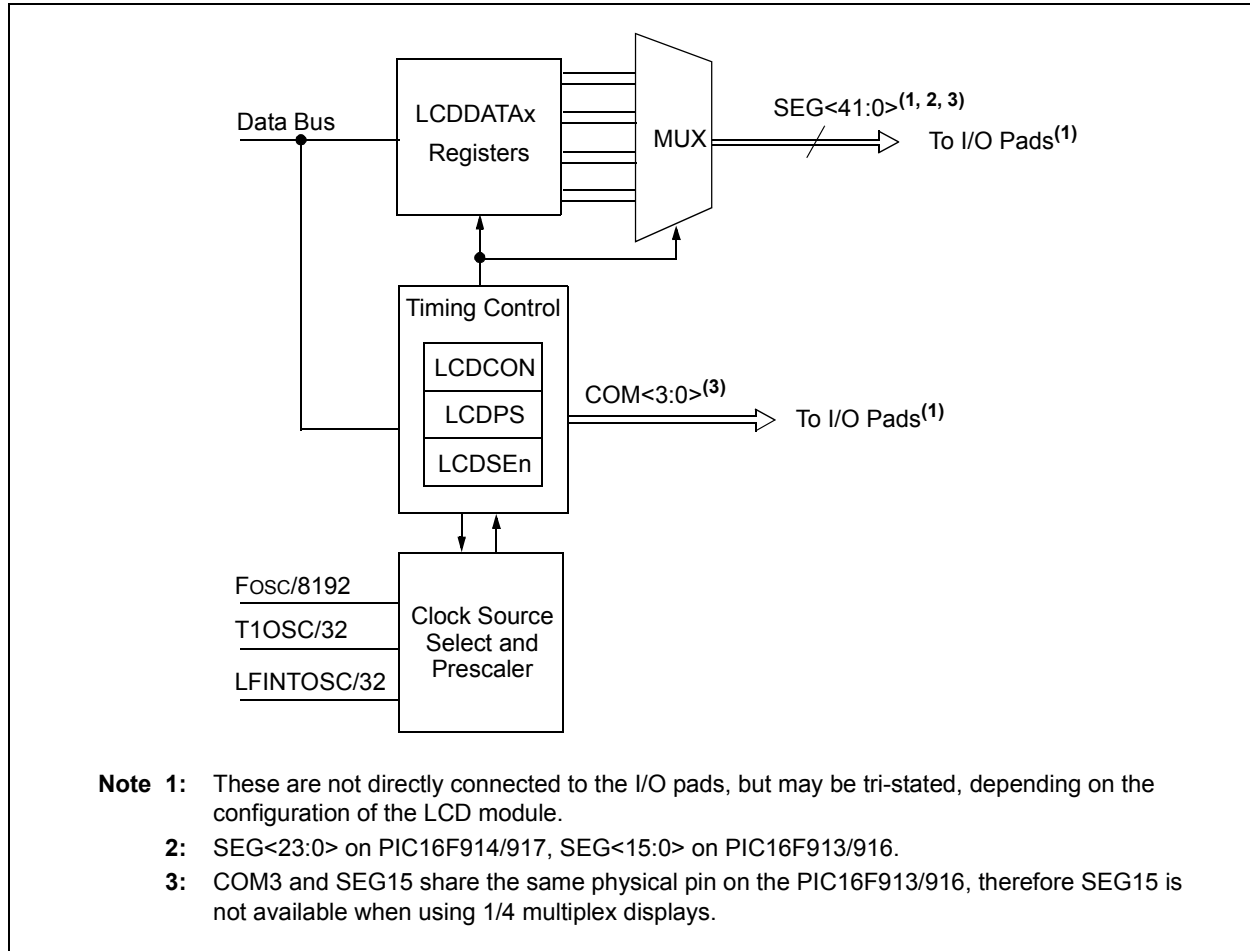 LCDDATAx
Registers
Data Bus
MUX
SEG<41:0>(1, 2, 3)
To I/O Pads(1)
Timing Control
LCDCON
LCDPS
LCDSEn
COM<3:0>(3)
To I/O Pads(1)
FOSC/8192
T1OSC/32
LFINTOSC/32
Clock Source
Select and
Prescaler
Note 1: These are not directly connected to the I/O pads, but may be tri-stated, depending on the
configuration of the LCD module.
2: SEG<23:0> on PIC16F914/917, SEG<15:0> on PIC16F913/916.
3: COM3 and SEG15 share the same physical pin on the PIC16F913/916, therefore SEG15 is
not available when using 1/4 multiplex displays.